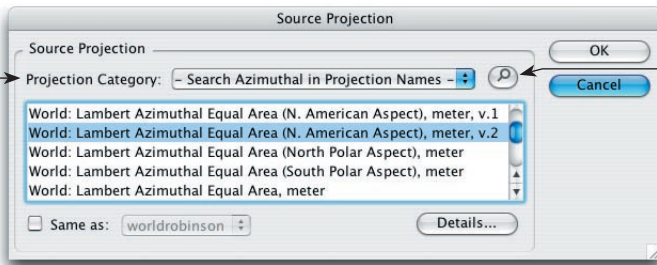 Source Projection
Source Projection
OK
Projection Category: – Search Azimuthal in Projection Names –
Cancel
World: Lambert Azimuthal Equal Area (N. American Aspect), meter, v.1
World: Lambert Azimuthal Equal Area (N. American Aspect), meter, v.2
World: Lambert Azimuthal Equal Area (North Polar Aspect), meter
World: Lambert Azimuthal Equal Area (South Polar Aspect), meter
World: Lambert Azimuthal Equal Area, meter
Same as: worldrobinson
Details...